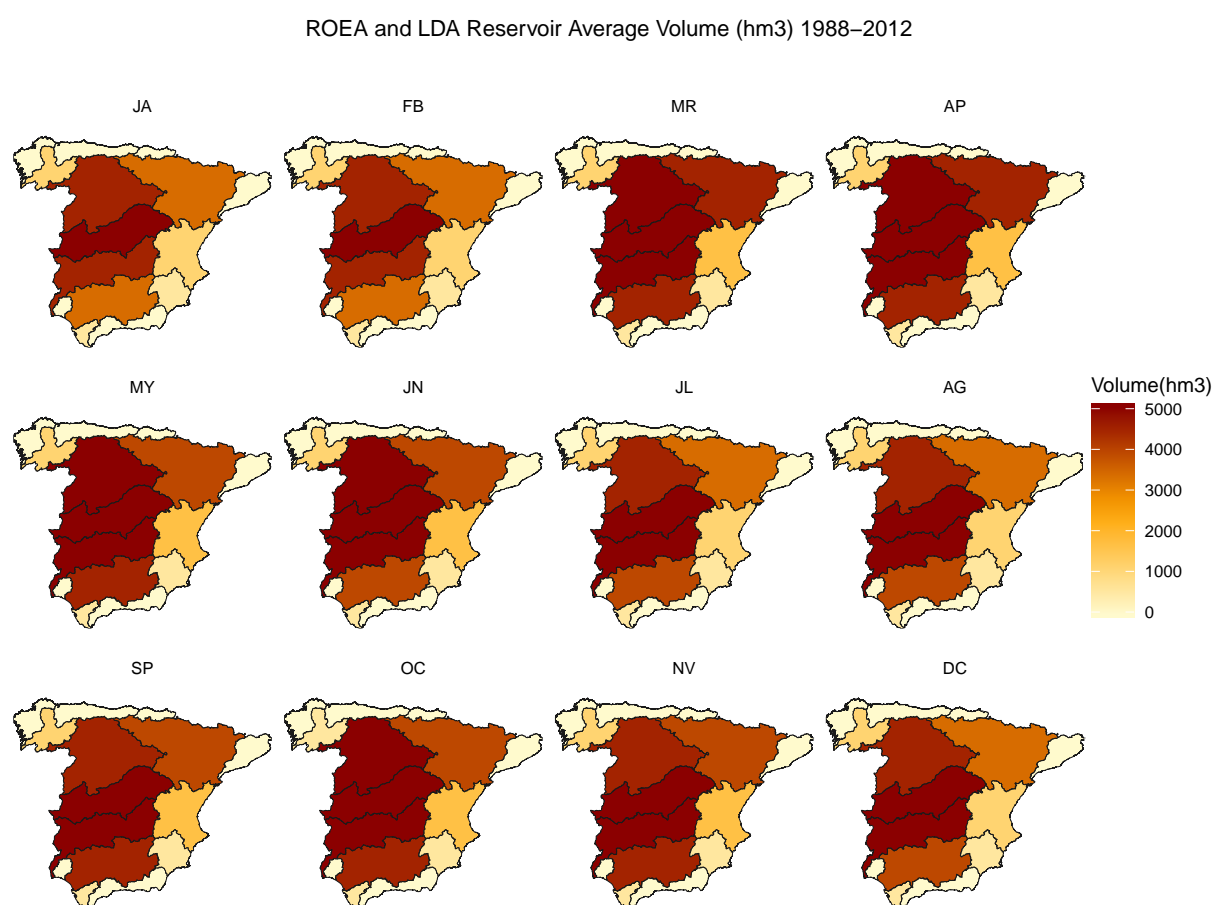 ROEA and LDA Reservoir Average Volume (hm3) 1988−2012
JA
FB
MR
AP
MY
JN
JL
AG
Volume(hm3)
5000
4000
3000
2000
1000
0
SP
OC
NV
DC